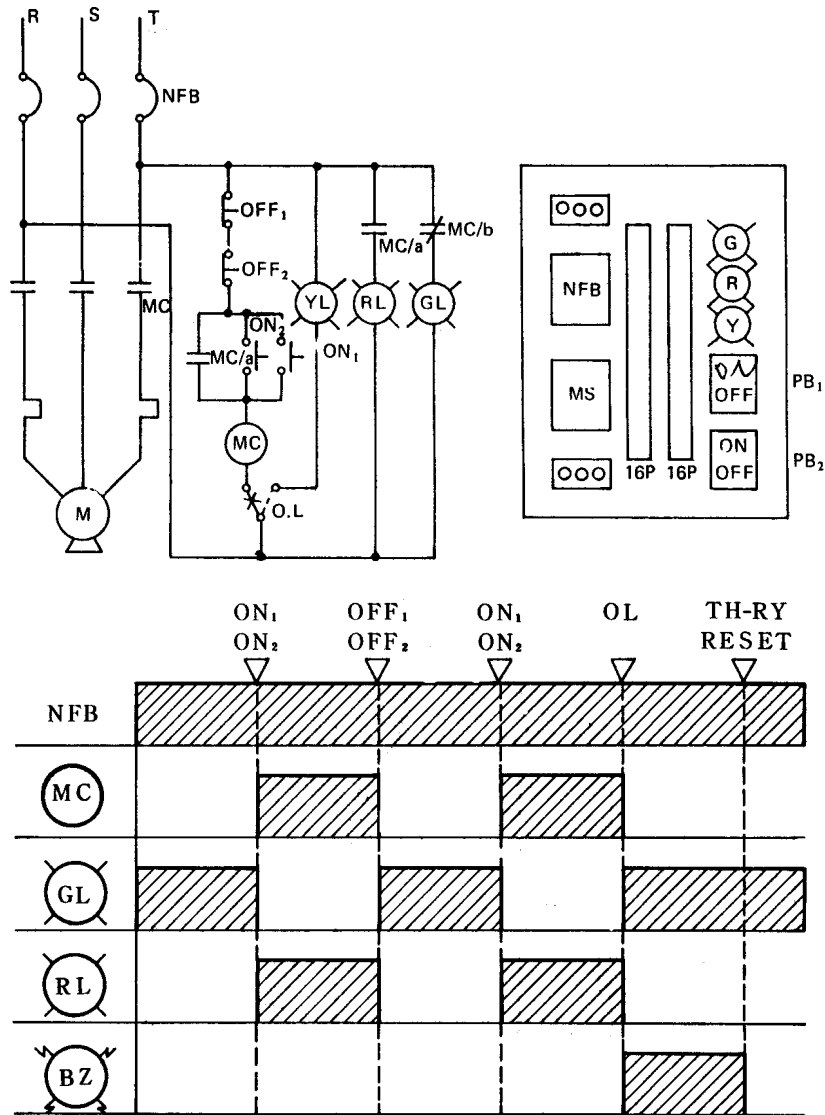 R S T
NFB
OFF₁
OFF₂
MC/a
MC/b
YL
RL
GL
ON₂
MC/a
ON₁
MC
MC
O.L
M
G
R
Y
NFB
MS
ON
OFF
PB₁
ON
OFF
PB₂
16P 16P
ON₁ OFF₁ ON₁ OL TH-RY
ON₂ OFF₂ ON₂ RESET
NFB
MC
GL
RL
BZ